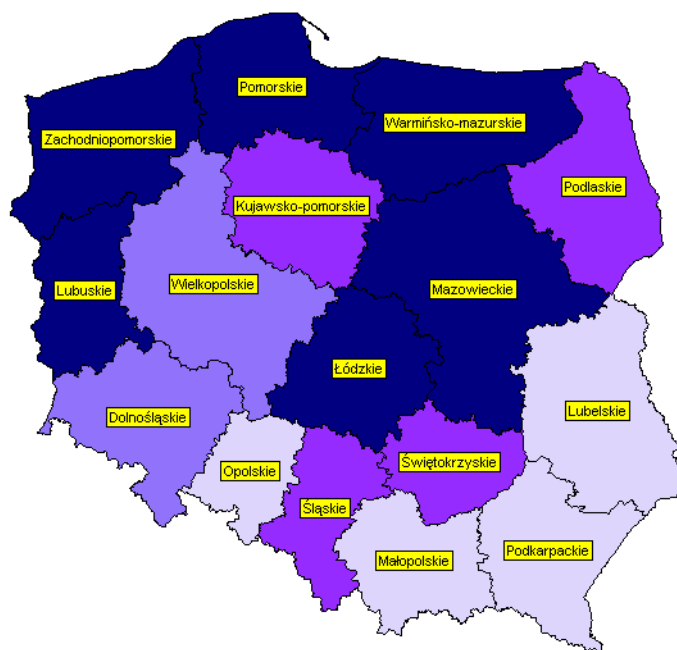 Pomorskie
Warmińsko-mazurskie
Zachodniopomorskie
Podlaskie
Kujawsko-pomorskie
Wielkopolskie
Mazowieckie
Lubuskie
Łódzkie
Dolnośląskie
Lubelskie
Świętokrzyskie
Opolskie
Śląskie
Podkarpackie
Małopolskie